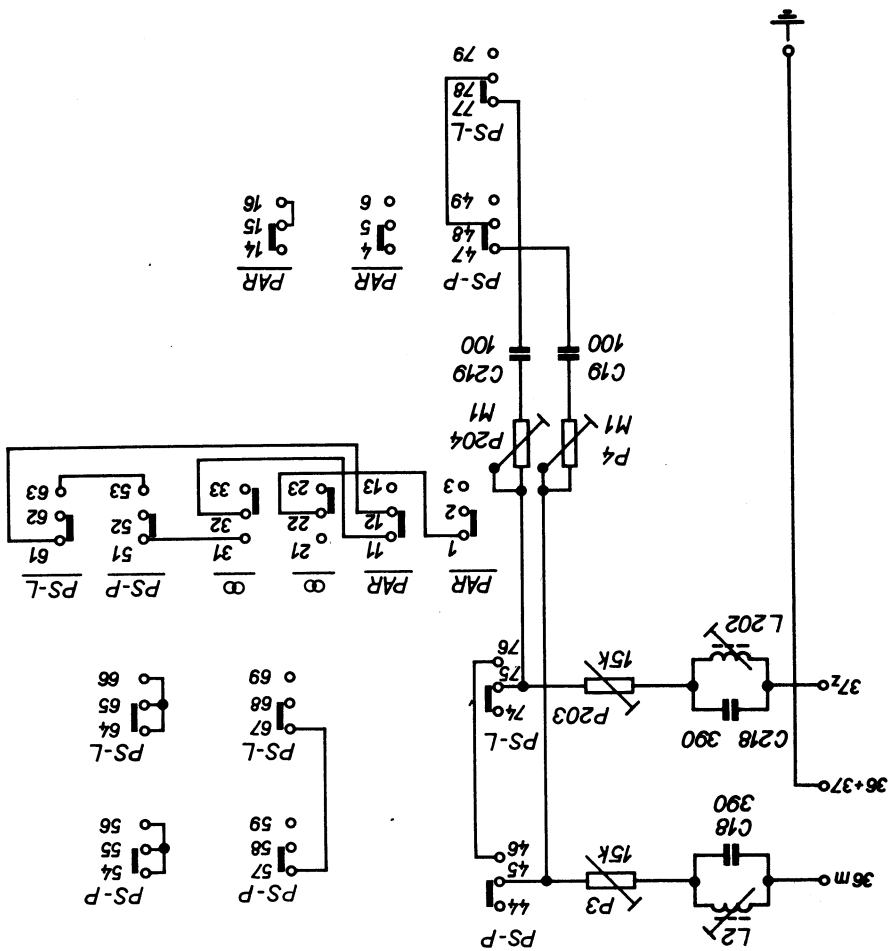 L2
36m
C18
390
P3
15k
PS-P
44
45
46
PS-P
57
58
59
PS-P
54
55
56
36+37
C218 390
37z
L202
P203
15k
PS-L
74
75
76
PS-L
67
68
69
PS-L
64
65
66
PAR
1
2
3
PAR
11
12
13
∞
21
22
23
∞
31
32
33
PS-P
51
52
53
PS-L
61
62
63
P4
M1
P204
M1
C19
100
C219
100
PS-P
47
48
49
PAR
4
5
6
PAR
14
15
16
PS-L
77
78
79